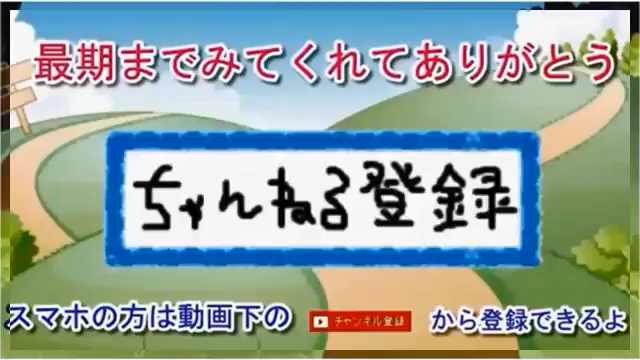 最期までみてくれてありがとう
ちゃんねる登録
スマホの方は動画下の チャンネル登録 から登録できるよ